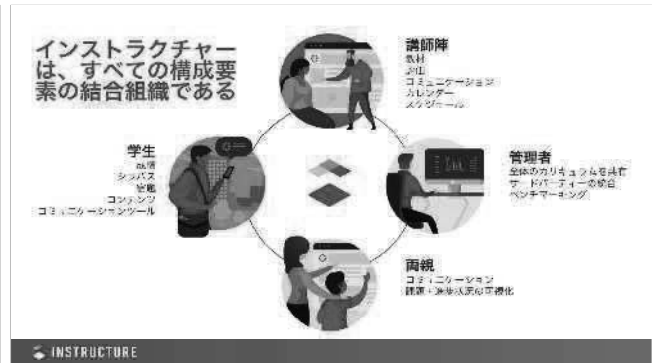 インストラクチャー
は、すべての構成要
素の結合組織である
講師陣
教材
評価
コミュニケーション
カレンダー
スケジュール
学生
成績
シラバス
宿題
コンテンツ
コミュニケーションツール
管理者
全体のカリキュラムを共有
サードパーティーの統合
ベンチマーキング
両親
コミュニケーション
課題・進歩状況の可視化
INSTRUCTURE